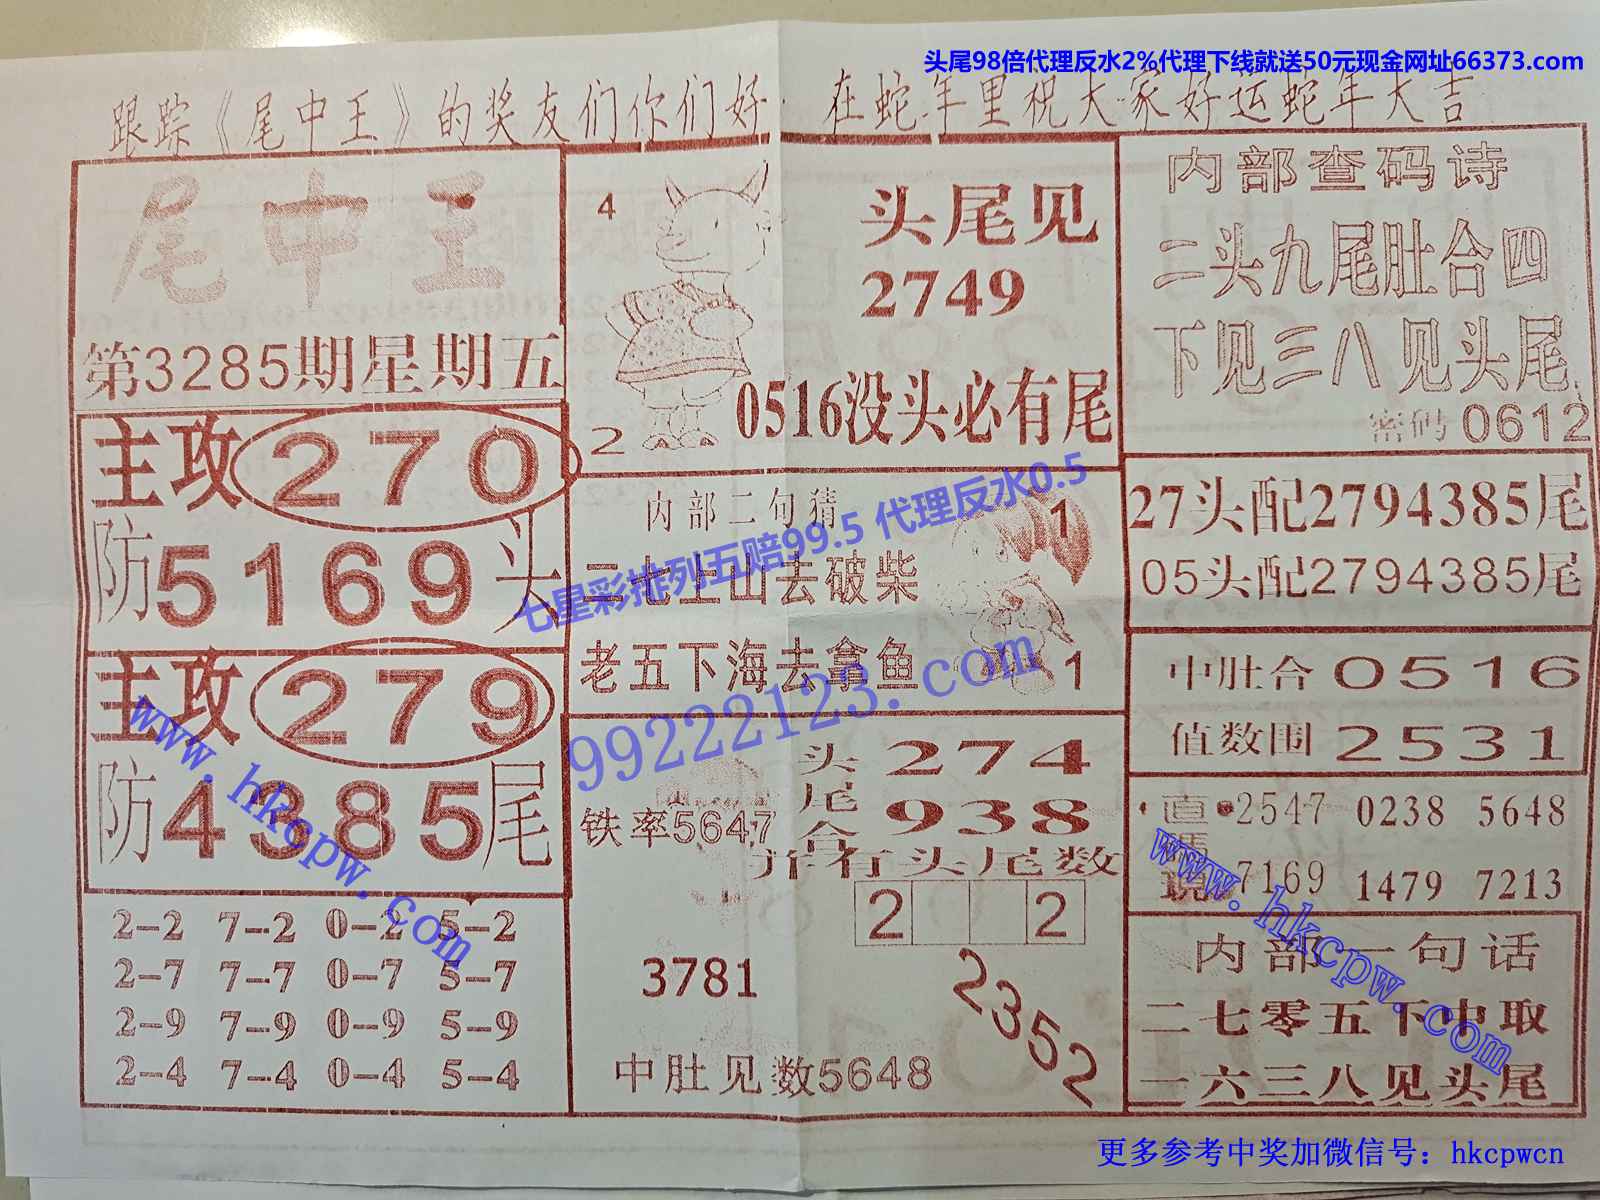 头尾98倍代理反水2%代理下线就送50元现金网址66373.com
跟踪《尾中王》的奖友们你们好 在蛇年里祝大家好运蛇年大吉
尾中王
第3285期星期五
主攻270
防5169头
主攻279
防4385尾
2-2 7-2 0-2 5-2
2-7 7-7 0-7 5-7
2-9 7-9 0-9 5-9
2-4 7-4 0-4 5-4
4
2
头尾见
2749
0516没头必有尾
内部二句猜
二七上山去破柴
老五下海去拿鱼
1
1
七星彩排列五赔99.5 代理反水0.5
99222123.com
头274
尾938
合
铁率5647
并有头尾数
2 2
3781
23552
中肚见数5648
内部查码诗
二头九尾肚合四
下见三八见头尾
密码0612
27头配2794385尾
05头配2794385尾
中肚合0516
值数围2531
直码现
2547 0238 5648
7169 1479 7213
内部一句话
二七零五下中取
一六三八见头尾
www.hkcpw.com
www.hkcpw.com
更多参考中奖加微信号：hkcpwcn